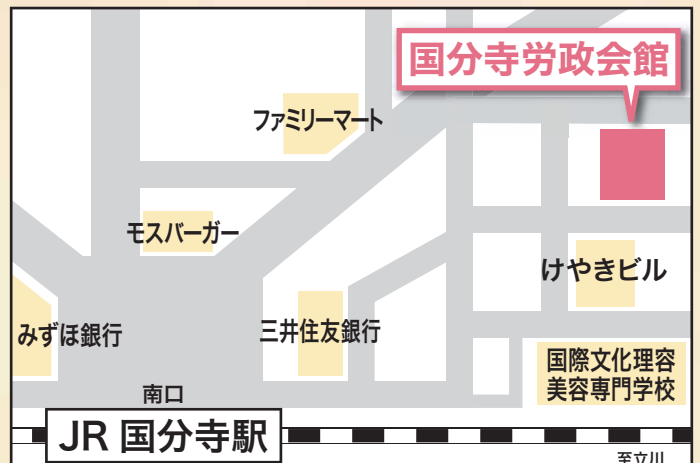 国分寺労政会館
ファミリーマート
モスバーガー
けやきビル
みずほ銀行
三井住友銀行
国際文化理容
美容専門学校
南口
JR 国分寺駅
至立川